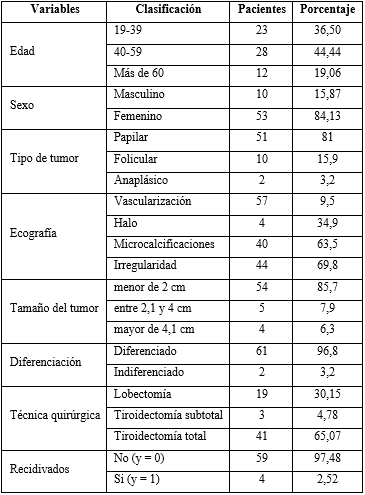 Variables Clasificación Pacientes Porcentaje
Edad 19-39 23 36,50
40-59 28 44,44
Más de 60 12 19,06
Sexo Masculino 10 15,87
Femenino 53 84,13
Tipo de tumor Papilar 51 81
Folicular 10 15,9
Anaplásico 2 3,2
Ecografía Vascularización 57 9,5
Halo 4 34,9
Microcalcificaciones 40 63,5
Irregularidad 44 69,8
Tamaño del tumor menor de 2 cm 54 85,7
entre 2,1 y 4 cm 5 7,9
mayor de 4,1 cm 4 6,3
Diferenciación Diferenciado 61 96,8
Indiferenciado 2 3,2
Técnica quirúrgica Lobectomía 19 30,15
Tiroidectomía subtotal 3 4,78
Tiroidectomía total 41 65,07
Recidivados No (y = 0) 59 97,48
Si (y = 1) 4 2,52